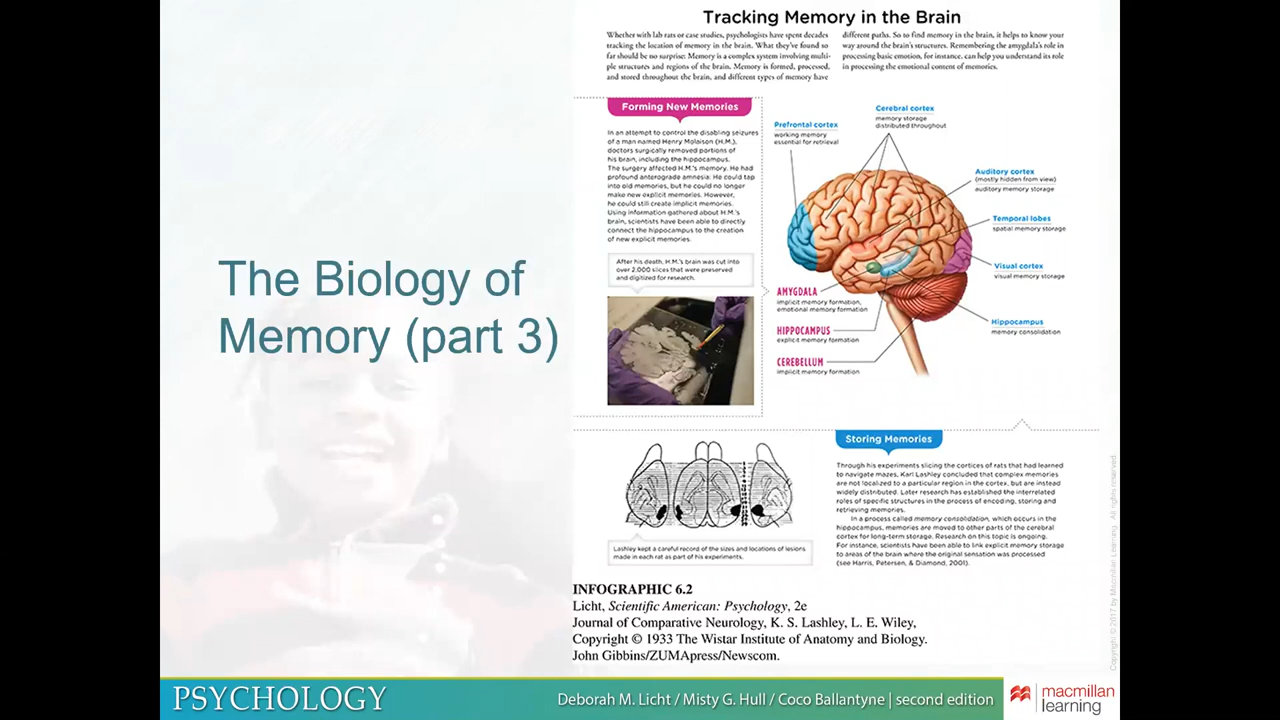 Tracking Memory in the Brain
Whether with lab rats or case studies, psychologists have spent decades
tracking the location of memory in the brain. What they've found so
far should be no surprise: Memory is a complex system involving multi-
ple structures and regions of the brain. Memory is formed, processed,
and stored throughout the brain, and different types of memory have
different paths. So to find memory in the brain, it helps to know your
way around the brain's structures. Remembering the amygdala's role in
processing basic emotion, for instance, can help you understand its role
in processing the emotional content of memories.
The Biology of
Memory (part 3)
Forming New Memories
In an attempt to control the disabling seizures
of a man named Henry Molaison (H.M.),
doctors surgically removed portions of
his brain, including the hippocampus.
The surgery affected H.M.'s memory. He had
profound anterograde amnesia: He could tap
into old memories, but he could no longer
make new explicit memories. However,
he could still create implicit memories.
Using information gathered about H.M.'s
brain, scientists have been able to directly
connect the hippocampus to the creation
of new explicit memories.
After his death, H.M.'s brain was cut into
over 2,000 slices that were preserved
and digitized for research.
Prefrontal cortex
working memory
essential for retrieval
Cerebral cortex
memory storage
distributed throughout
Auditory cortex
(mostly hidden from view)
auditory memory storage
Temporal lobes
spatial memory storage
Visual cortex
visual memory storage
Hippocampus
memory consolidation
AMYGDALA
implicit memory formation,
emotional memory formation
HIPPOCAMPUS
explicit memory formation
CEREBELLUM
implicit memory formation
Lashley kept a careful record of the sizes and locations of lesions
made in each rat as part of his experiments.
Storing Memories
Through his experiments slicing the cortices of rats that had learned
to navigate mazes, Karl Lashley concluded that complex memories
are not localized to a particular region in the cortex, but are instead
widely distributed. Later research has established the interrelated
roles of specific structures in the process of encoding, storing and
retrieving memories.
In a process called memory consolidation, which occurs in the
hippocampus, memories are moved to other parts of the cerebral
cortex for long-term storage. Research on this topic is ongoing.
For instance, scientists have been able to link explicit memory storage
to areas of the brain where the original sensation was processed
(see Harris, Petersen, & Diamond, 2001).
INFOGRAPHIC 6.2
Licht, Scientific American: Psychology, 2e
Journal of Comparative Neurology, K. S. Lashley, L. E. Wiley,
Copyright © 1933 The Wistar Institute of Anatomy and Biology.
John Gibbins/ZUMApress/Newscom.
Copyright © 2017 by Macmillan Learning. All rights reserved.
PSYCHOLOGY
Deborah M. Licht / Misty G. Hull / Coco Ballantyne | second edition
macmillan
learning